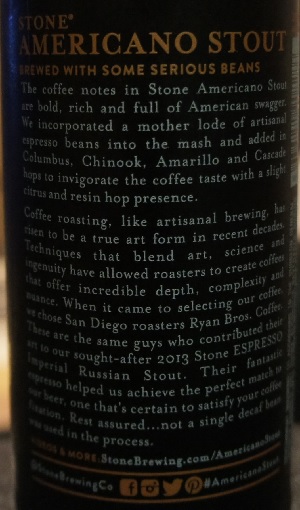 STONE®
AMERICANO STOUT
BREWED WITH SOME SERIOUS BEANS
The coffee notes in Stone Americano Stout
are bold, rich and full of American swagger.
We incorporated a mother lode of artisanal
espresso beans into the mash and added in
Columbus, Chinook, Amarillo and Cascade
hops to invigorate the coffee taste with a slight
citrus and resin hop presence.
Coffee roasting, like artisanal brewing, has
risen to be a true art form in recent decades.
Techniques that blend art, science and
ingenuity have allowed roasters to create coffees
that offer incredible depth, complexity and
nuance. When it came to selecting our coffee,
we chose San Diego roasters Ryan Bros. Coffee.
These are the same guys who contributed their
art to our sought-after 2013 Stone ESPRESSO
Imperial Russian Stout. Their fantastic
espresso helped us achieve the perfect match to
our beer, one that's certain to satisfy your coffee
fixation. Rest assured...not a single decaf bean
was used in the process.
VIDEOS & MORE: StoneBrewing.com/AmericanoStout
@StoneBrewingCo #AmericanoStout